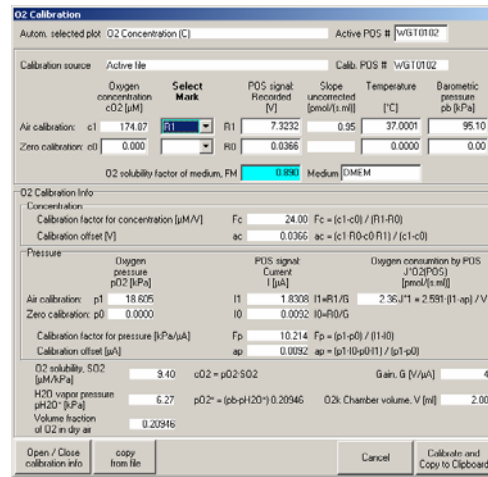 O2 Calibration
Autom. selected plot O2 Concentration (C) Active POS # WGT0102
Calibration source Active file Calib. POS # WGT0102
Oxygen Select POS signal: Slope Temperature Barometric
concentration Mark Recorded uncorrected pressure
cO2 [µM] [V] [pmol/(s.ml)] [°C] pb [kPa]
Air calibration: c1 174.07 R1 R1 7.3232 0.95 37.0001 95.10
Zero calibration: c0 0.000 R0 0.0366 0.0000 0.00
O2 solubility factor of medium, FM 0.890 Medium DMEM
O2 Calibration Info
Concentration
Calibration factor for concentration [µM/V] Fc 24.00 Fc = (c1-c0) / (R1-R0)
Calibration offset [V] ac 0.0366 ac = (c1·R0-c0·R1) / (c1-c0)
Pressure
Oxygen POS signal: Oxygen consumtion by POS
pressure Current J°O2(POS)
pO2 [kPa] I [µA] [pmol/(s.ml)]
Air calibration: p1 18.605 I1 1.8308 I1=R1/G 2.36 J°1 = 2.591·(I1-ap) / V
Zero calibration: p0 0.0000 I0 0.0092 I0=R0/G
Calibration factor for pressure [kPa/µA] Fp 10.214 Fp = (p1-p0) / (I1-I0)
Calibration offset [µA] ap 0.0092 ap = (p1·I0-p0·I1) / (p1-p0)
O2 solubility, SO2 9.40 cO2 = pO2·SO2 Gain, G [V/µA] 4
[µM/kPa]
H2O vapor pressure 6.27 pO2* = (pb-pH2O*)·0.20946 O2k Chamber volume, V [ml] 2.00
pH2O* [kPa]
Volume fraction 0.20946
of O2 in dry air
Open / Close copy Cancel Calibrate and
calibration info from file Copy to Clipboard